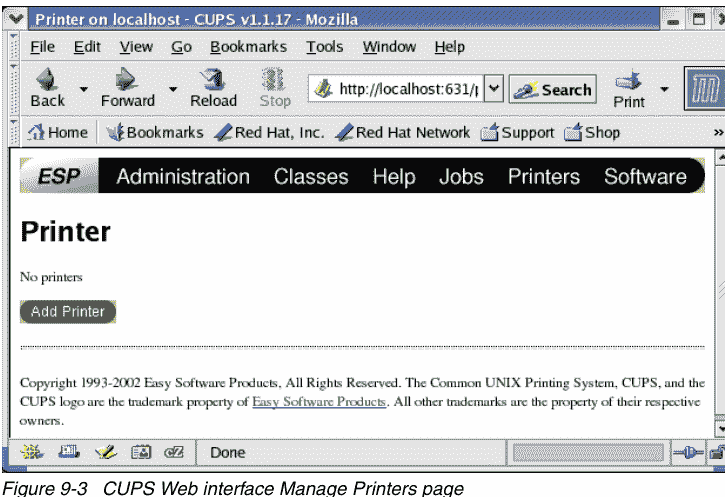 Printer on localhost - CUPS v1.1.17 - Mozilla
File Edit View Go Bookmarks Tools Window Help
http://localhost:631/p Search
Back Forward Reload Stop Print
Home Bookmarks Red Hat, Inc. Red Hat Network Support Shop »
ESP Administration Classes Help Jobs Printers Software
Printer
No printers
Add Printer
Copyright 1993-2002 Easy Software Products, All Rights Reserved. The Common UNIX Printing System, CUPS, and the
CUPS logo are the trademark property of Easy Software Products. All other trademarks are the property of their respective
owners.
Done
Figure 9-3 CUPS Web interface Manage Printers page